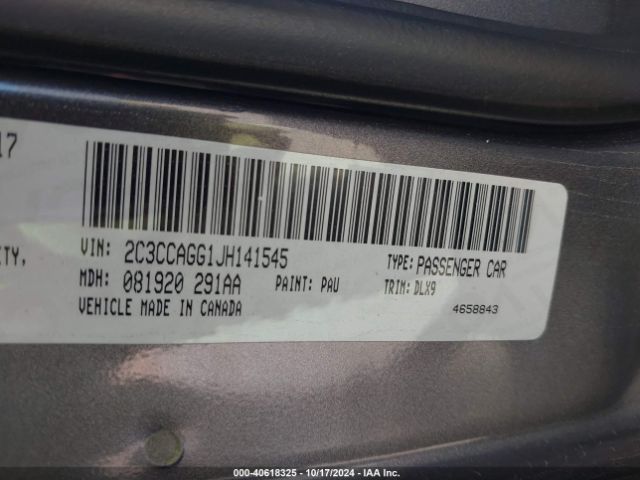 17
ITY,
VIN: 2C3CCAGG1JH141545
TYPE: PASSENGER CAR
MDH: 081920 291AA
PAINT: PAU
TRIM: DLX9
VEHICLE MADE IN CANADA
4658843
000-40618325 - 10/17/2024 - IAA Inc.